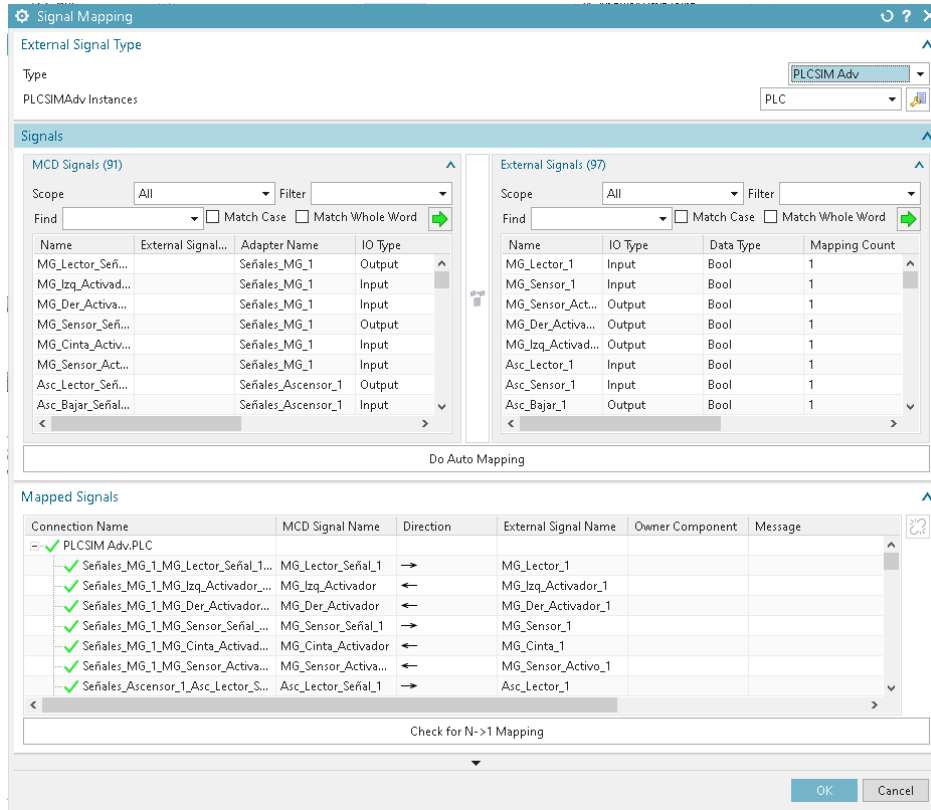 Signal Mapping
External Signal Type
Type PLCSIM Adv
PLCSIMAdv Instances PLC
Signals
MCD Signals (91)
Scope All Filter
Find Match Case Match Whole Word
Name External Signal... Adapter Name IO Type
MG_Lector_Señ... Señales_MG_1 Output
MG_Izq_Activad... Señales_MG_1 Input
MG_Der_Activa... Señales_MG_1 Input
MG_Sensor_Señ... Señales_MG_1 Output
MG_Cinta_Activ... Señales_MG_1 Input
MG_Sensor_Act... Señales_MG_1 Input
Asc_Lector_Señ... Señales_Ascensor_1 Output
Asc_Bajar_Señal... Señales_Ascensor_1 Input
External Signals (97)
Scope All Filter
Find Match Case Match Whole Word
Name IO Type Data Type Mapping Count
MG_Lector_1 Input Bool 1
MG_Sensor_1 Input Bool 1
MG_Sensor_Act... Output Bool 1
MG_Der_Activa... Output Bool 1
MG_Izq_Activad... Output Bool 1
Asc_Lector_1 Input Bool 1
Asc_Sensor_1 Input Bool 1
Asc_Bajar_1 Output Bool 1
Do Auto Mapping
Mapped Signals
Connection Name MCD Signal Name Direction External Signal Name Owner Component Message
PLCSIM Adv.PLC
Señales_MG_1_MG_Lector_Señal_1... MG_Lector_Señal_1 → MG_Lector_1
Señales_MG_1_MG_Izq_Activador_... MG_Izq_Activador ← MG_Izq_Activador_1
Señales_MG_1_MG_Der_Activador... MG_Der_Activador ← MG_Der_Activador_1
Señales_MG_1_MG_Sensor_Señal_... MG_Sensor_Señal_1 → MG_Sensor_1
Señales_MG_1_MG_Cinta_Activad... MG_Cinta_Activador ← MG_Cinta_1
Señales_MG_1_MG_Sensor_Activa... MG_Sensor_Activa... ← MG_Sensor_Activo_1
Señales_Ascensor_1_Asc_Lector_S... Asc_Lector_Señal_1 → Asc_Lector_1
Check for N->1 Mapping
OK Cancel